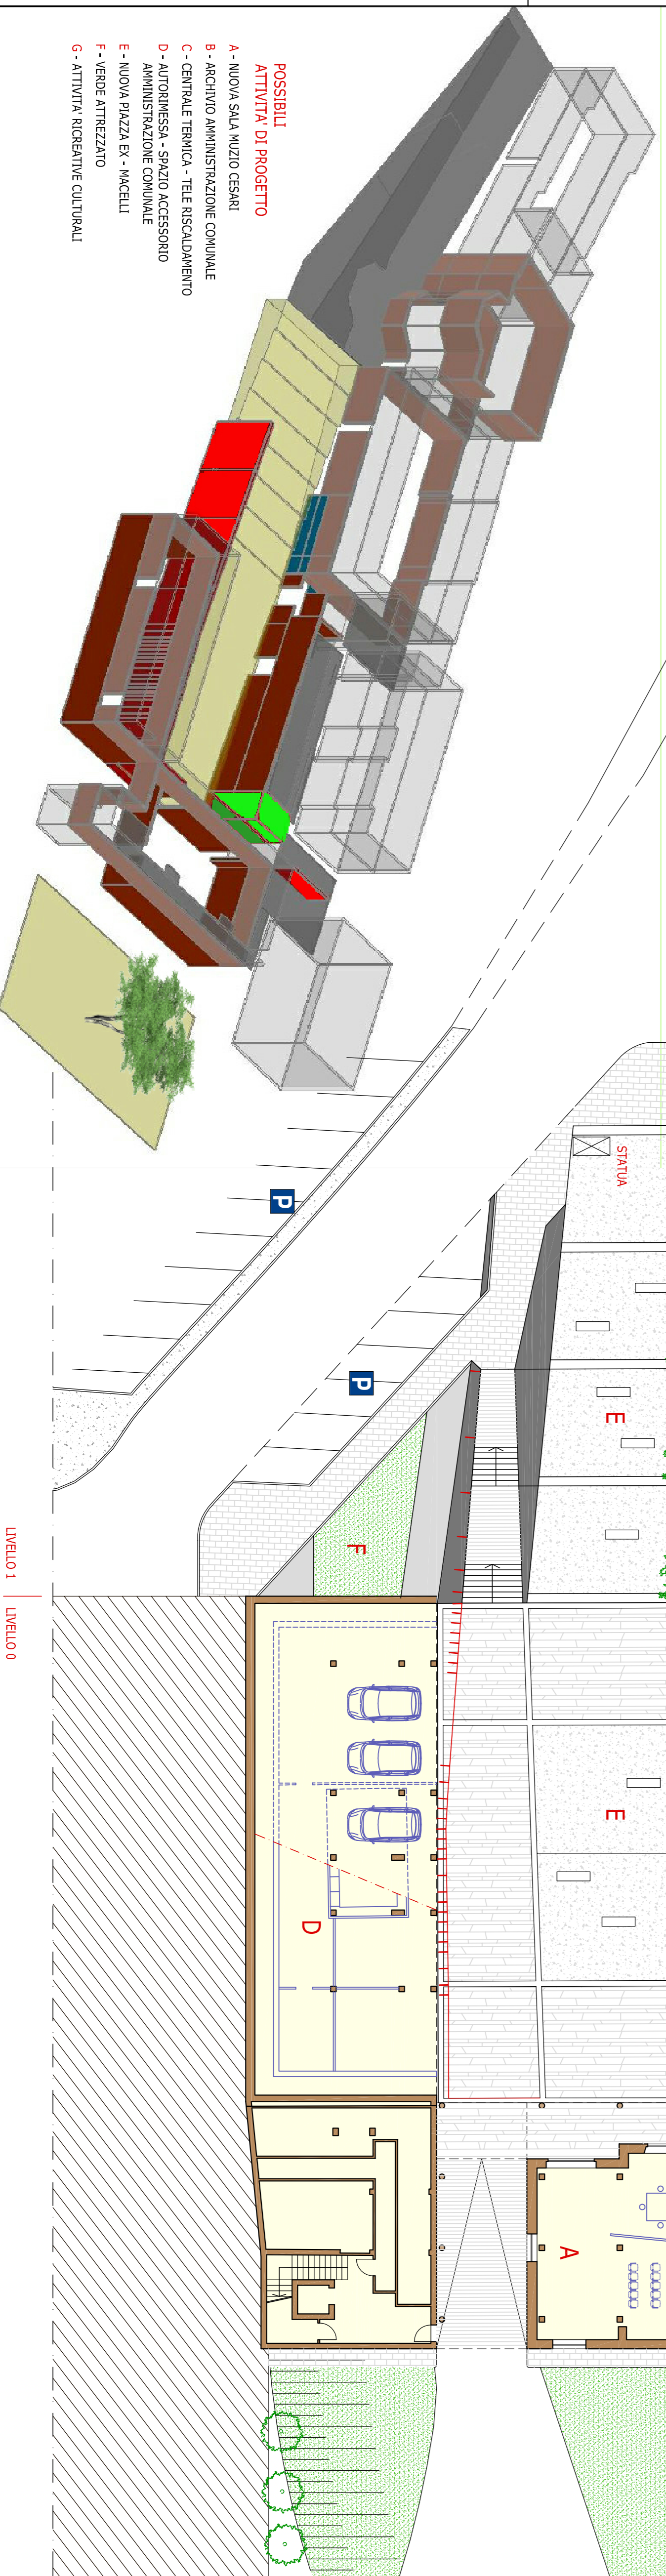 POSSIBILI
ATTIVITA' DI PROGETTO
A - NUOVA SALA MUZIO CESARI
B - ARCHIVIO AMMINISTRAZIONE COMUNALE
C - CENTRALE TERMICA - TELE RISCALDAMENTO
D - AUTORIMESSA - SPAZIO ACCESSORIO
AMMINISTRAZIONE COMUNALE
E - NUOVA PIAZZA EX - MACELLI
F - VERDE ATTREZZATO
G - ATTIVITA' RICREATIVE CULTURALI
STATUA
P
P
E
F
E
D
A
LIVELLO 1
LIVELLO 0